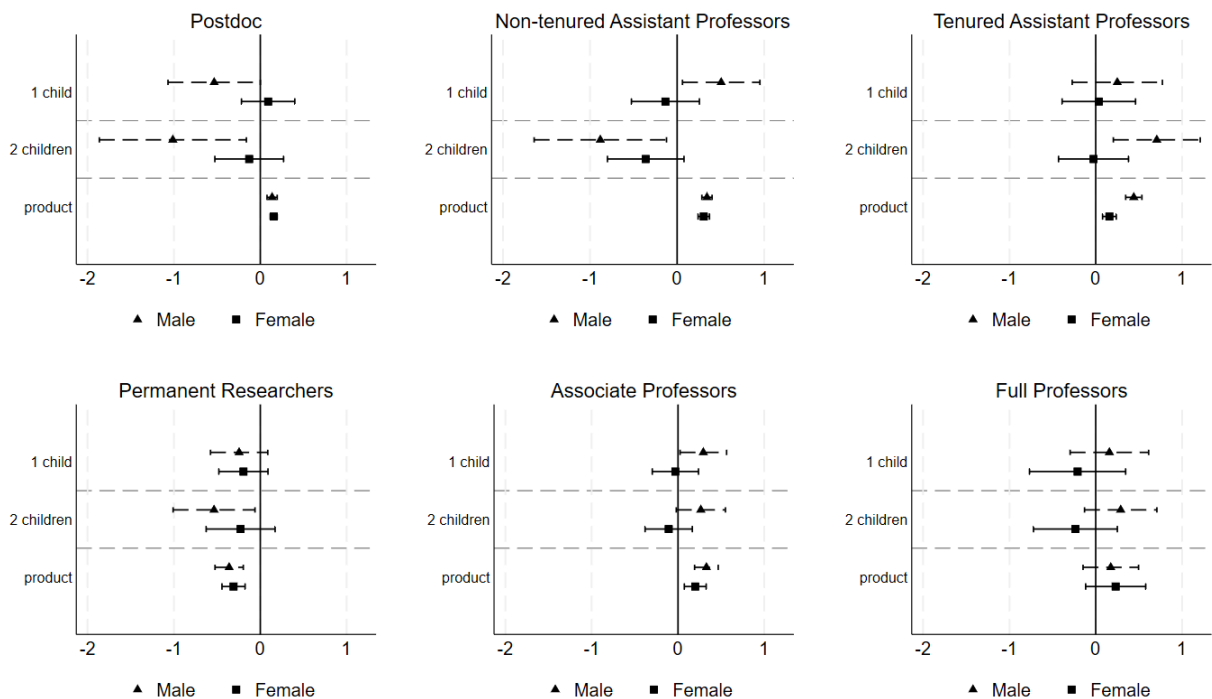 Postdoc
1 child
2 children
product
-2 -1 0 1
Male Female
Non-tenured Assistant Professors
1 child
2 children
product
-2 -1 0 1
Male Female
Tenured Assistant Professors
1 child
2 children
product
-2 -1 0 1
Male Female
Permanent Researchers
1 child
2 children
product
-2 -1 0 1
Male Female
Associate Professors
1 child
2 children
product
-2 -1 0 1
Male Female
Full Professors
1 child
2 children
product
-2 -1 0 1
Male Female